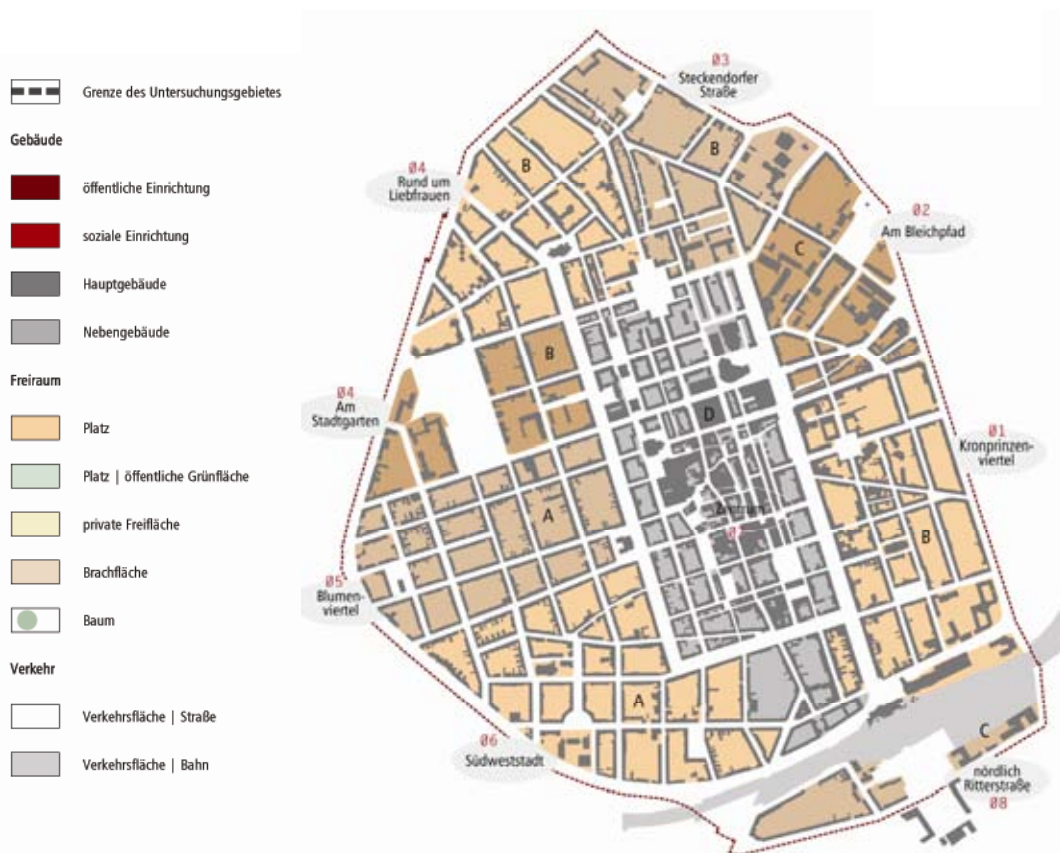 Grenze des Untersuchungsgebietes
Gebäude
öffentliche Einrichtung
soziale Einrichtung
Hauptgebäude
Nebengebäude
Freiraum
Platz
Platz | öffentliche Grünfläche
private Freifläche
Brachfläche
Baum
Verkehr
Verkehrsfläche | Straße
Verkehrsfläche | Bahn
03
Steckendorfer
Straße
B
B
04
Rund um
Liebfrauen
02
Am Bleichpfad
C
B
04
Am
Stadtgarten
D
01
Kronprinzen-
viertel
A
Zentrum
07
B
05
Blumen-
viertel
A
06
Südweststadt
C
nördlich
Ritterstraße
08